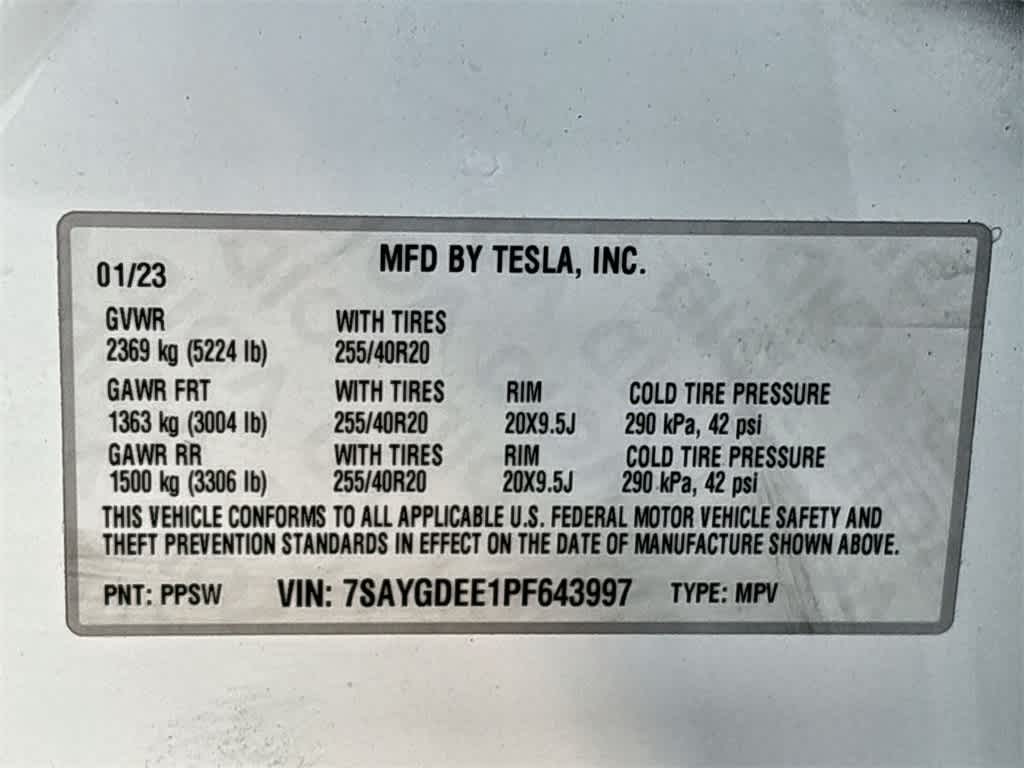 MFD BY TESLA, INC.
01/23
GVWR WITH TIRES
2369 kg (5224 lb) 255/40R20
GAWR FRT WITH TIRES RIM COLD TIRE PRESSURE
1363 kg (3004 lb) 255/40R20 20X9.5J 290 kPa, 42 psi
GAWR RR WITH TIRES RIM COLD TIRE PRESSURE
1500 kg (3306 lb) 255/40R20 20X9.5J 290 kPa, 42 psi
THIS VEHICLE CONFORMS TO ALL APPLICABLE U.S. FEDERAL MOTOR VEHICLE SAFETY AND
THEFT PREVENTION STANDARDS IN EFFECT ON THE DATE OF MANUFACTURE SHOWN ABOVE.
PNT: PPSW VIN: 7SAYGDEE1PF643997 TYPE: MPV